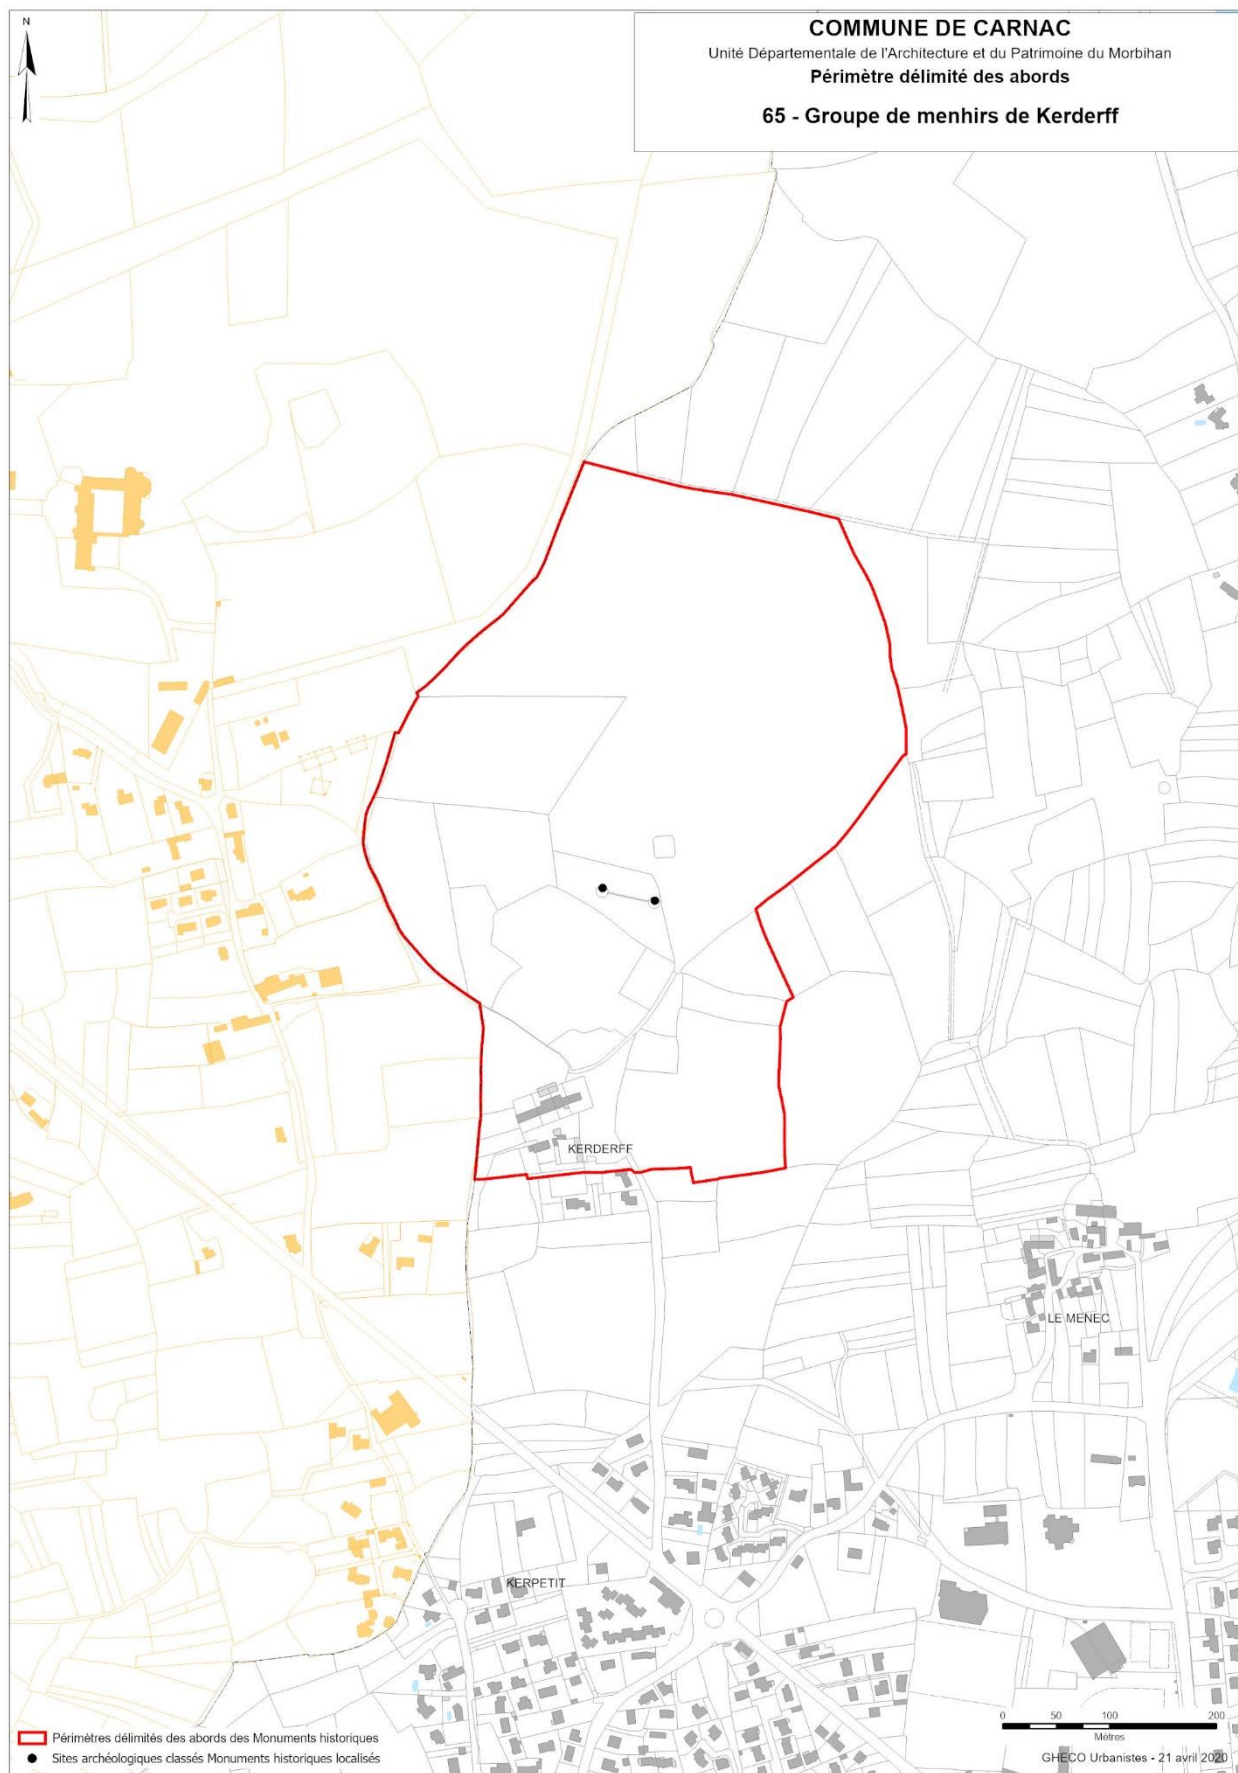 N
COMMUNE DE CARNAC
Unité Départementale de l'Architecture et du Patrimoine du Morbihan
Périmètre délimité des abords
65 - Groupe de menhirs de Kerderff
KERDERFF
LE MENEC
KERPETIT
0 50 100 200
Mètres
Périmètres délimités des abords des Monuments historiques
Sites archéologiques classés Monuments historiques localisés
GHECO Urbanistes - 21 avril 2020